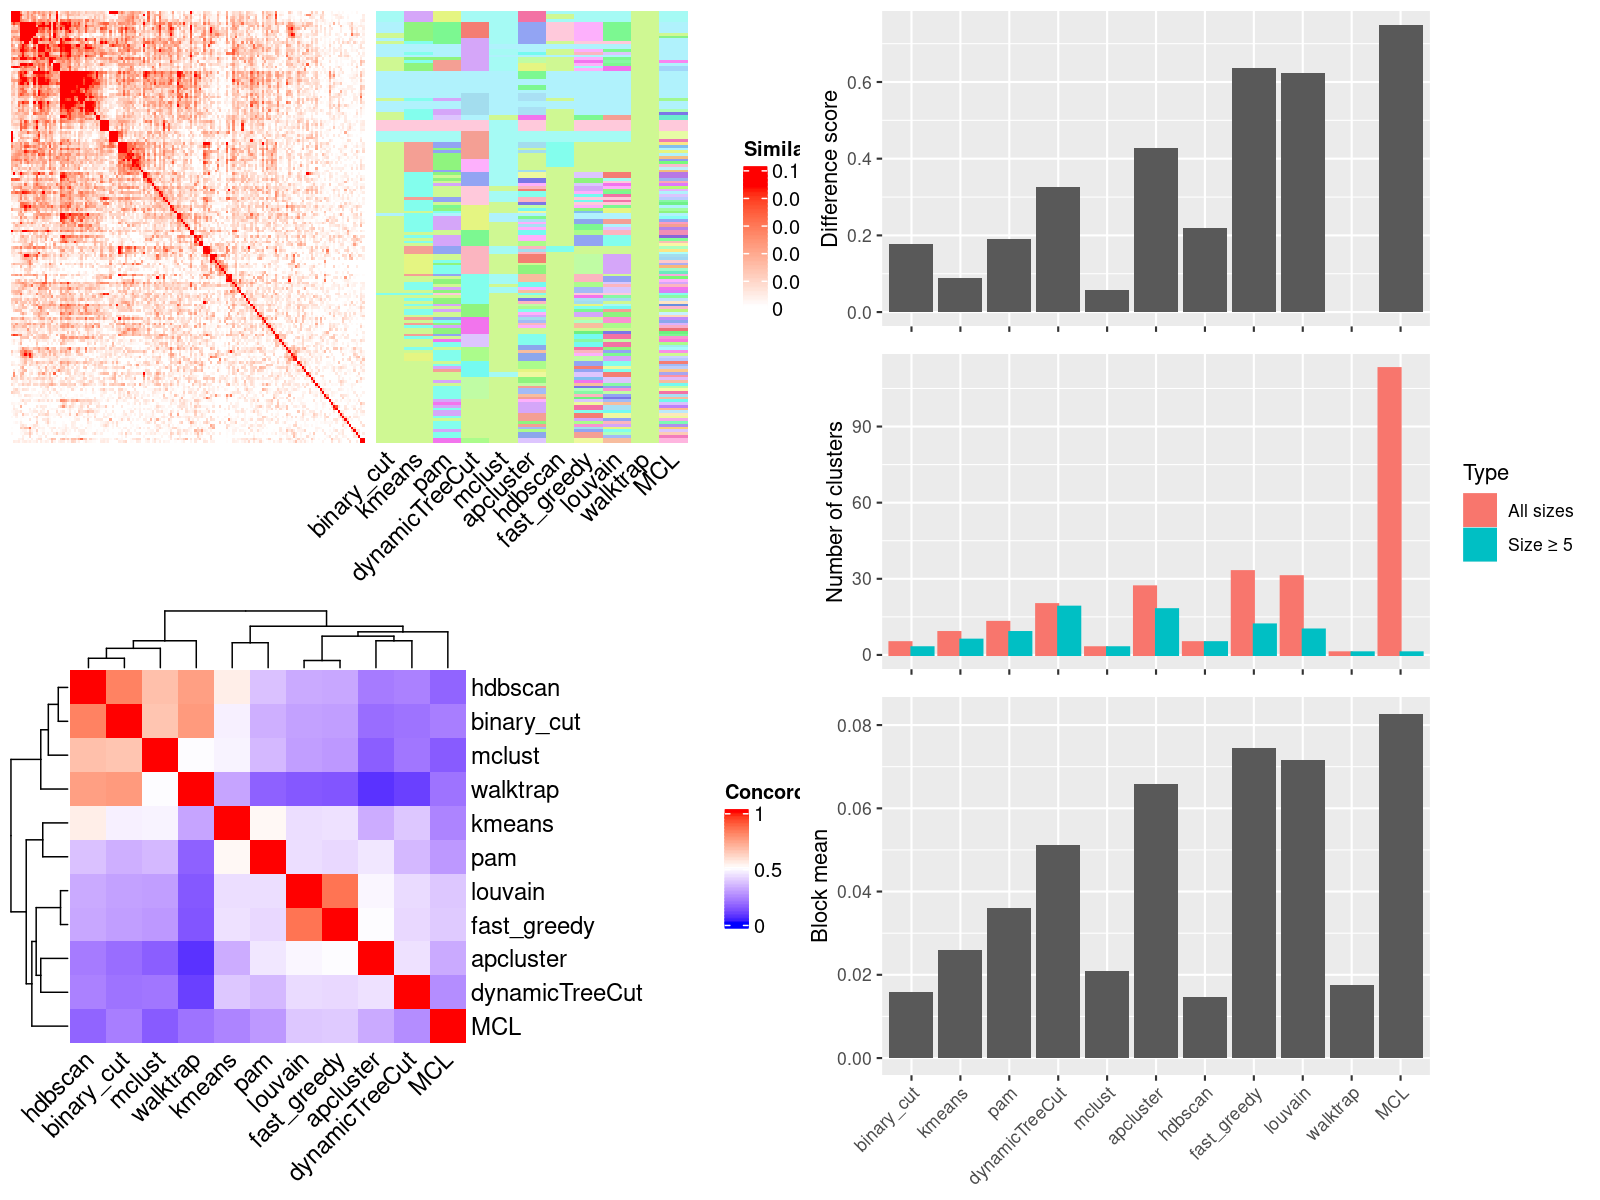 Simila
0.1
0.0
0.0
0.0
0.0
0
binary_cut
kmeans
pam
dynamicTreeCut
mclust
apcluster
hdbscan
fast_greedy
louvain
walktrap
MCL
hdbscan
binary_cut
mclust
walktrap
kmeans
pam
louvain
fast_greedy
apcluster
dynamicTreeCut
MCL
hdbscan
binary_cut
mclust
walktrap
kmeans
pam
louvain
fast_greedy
apcluster
dynamicTreeCut
MCL
Concord
1
0.5
0
Difference score
0.6
0.4
0.2
0.0
Number of clusters
90
60
30
0
Type
All sizes
Size ≥ 5
Block mean
0.08
0.06
0.04
0.02
0.00
binary_cut
kmeans
pam
dynamicTreeCut
mclust
apcluster
hdbscan
fast_greedy
louvain
walktrap
MCL